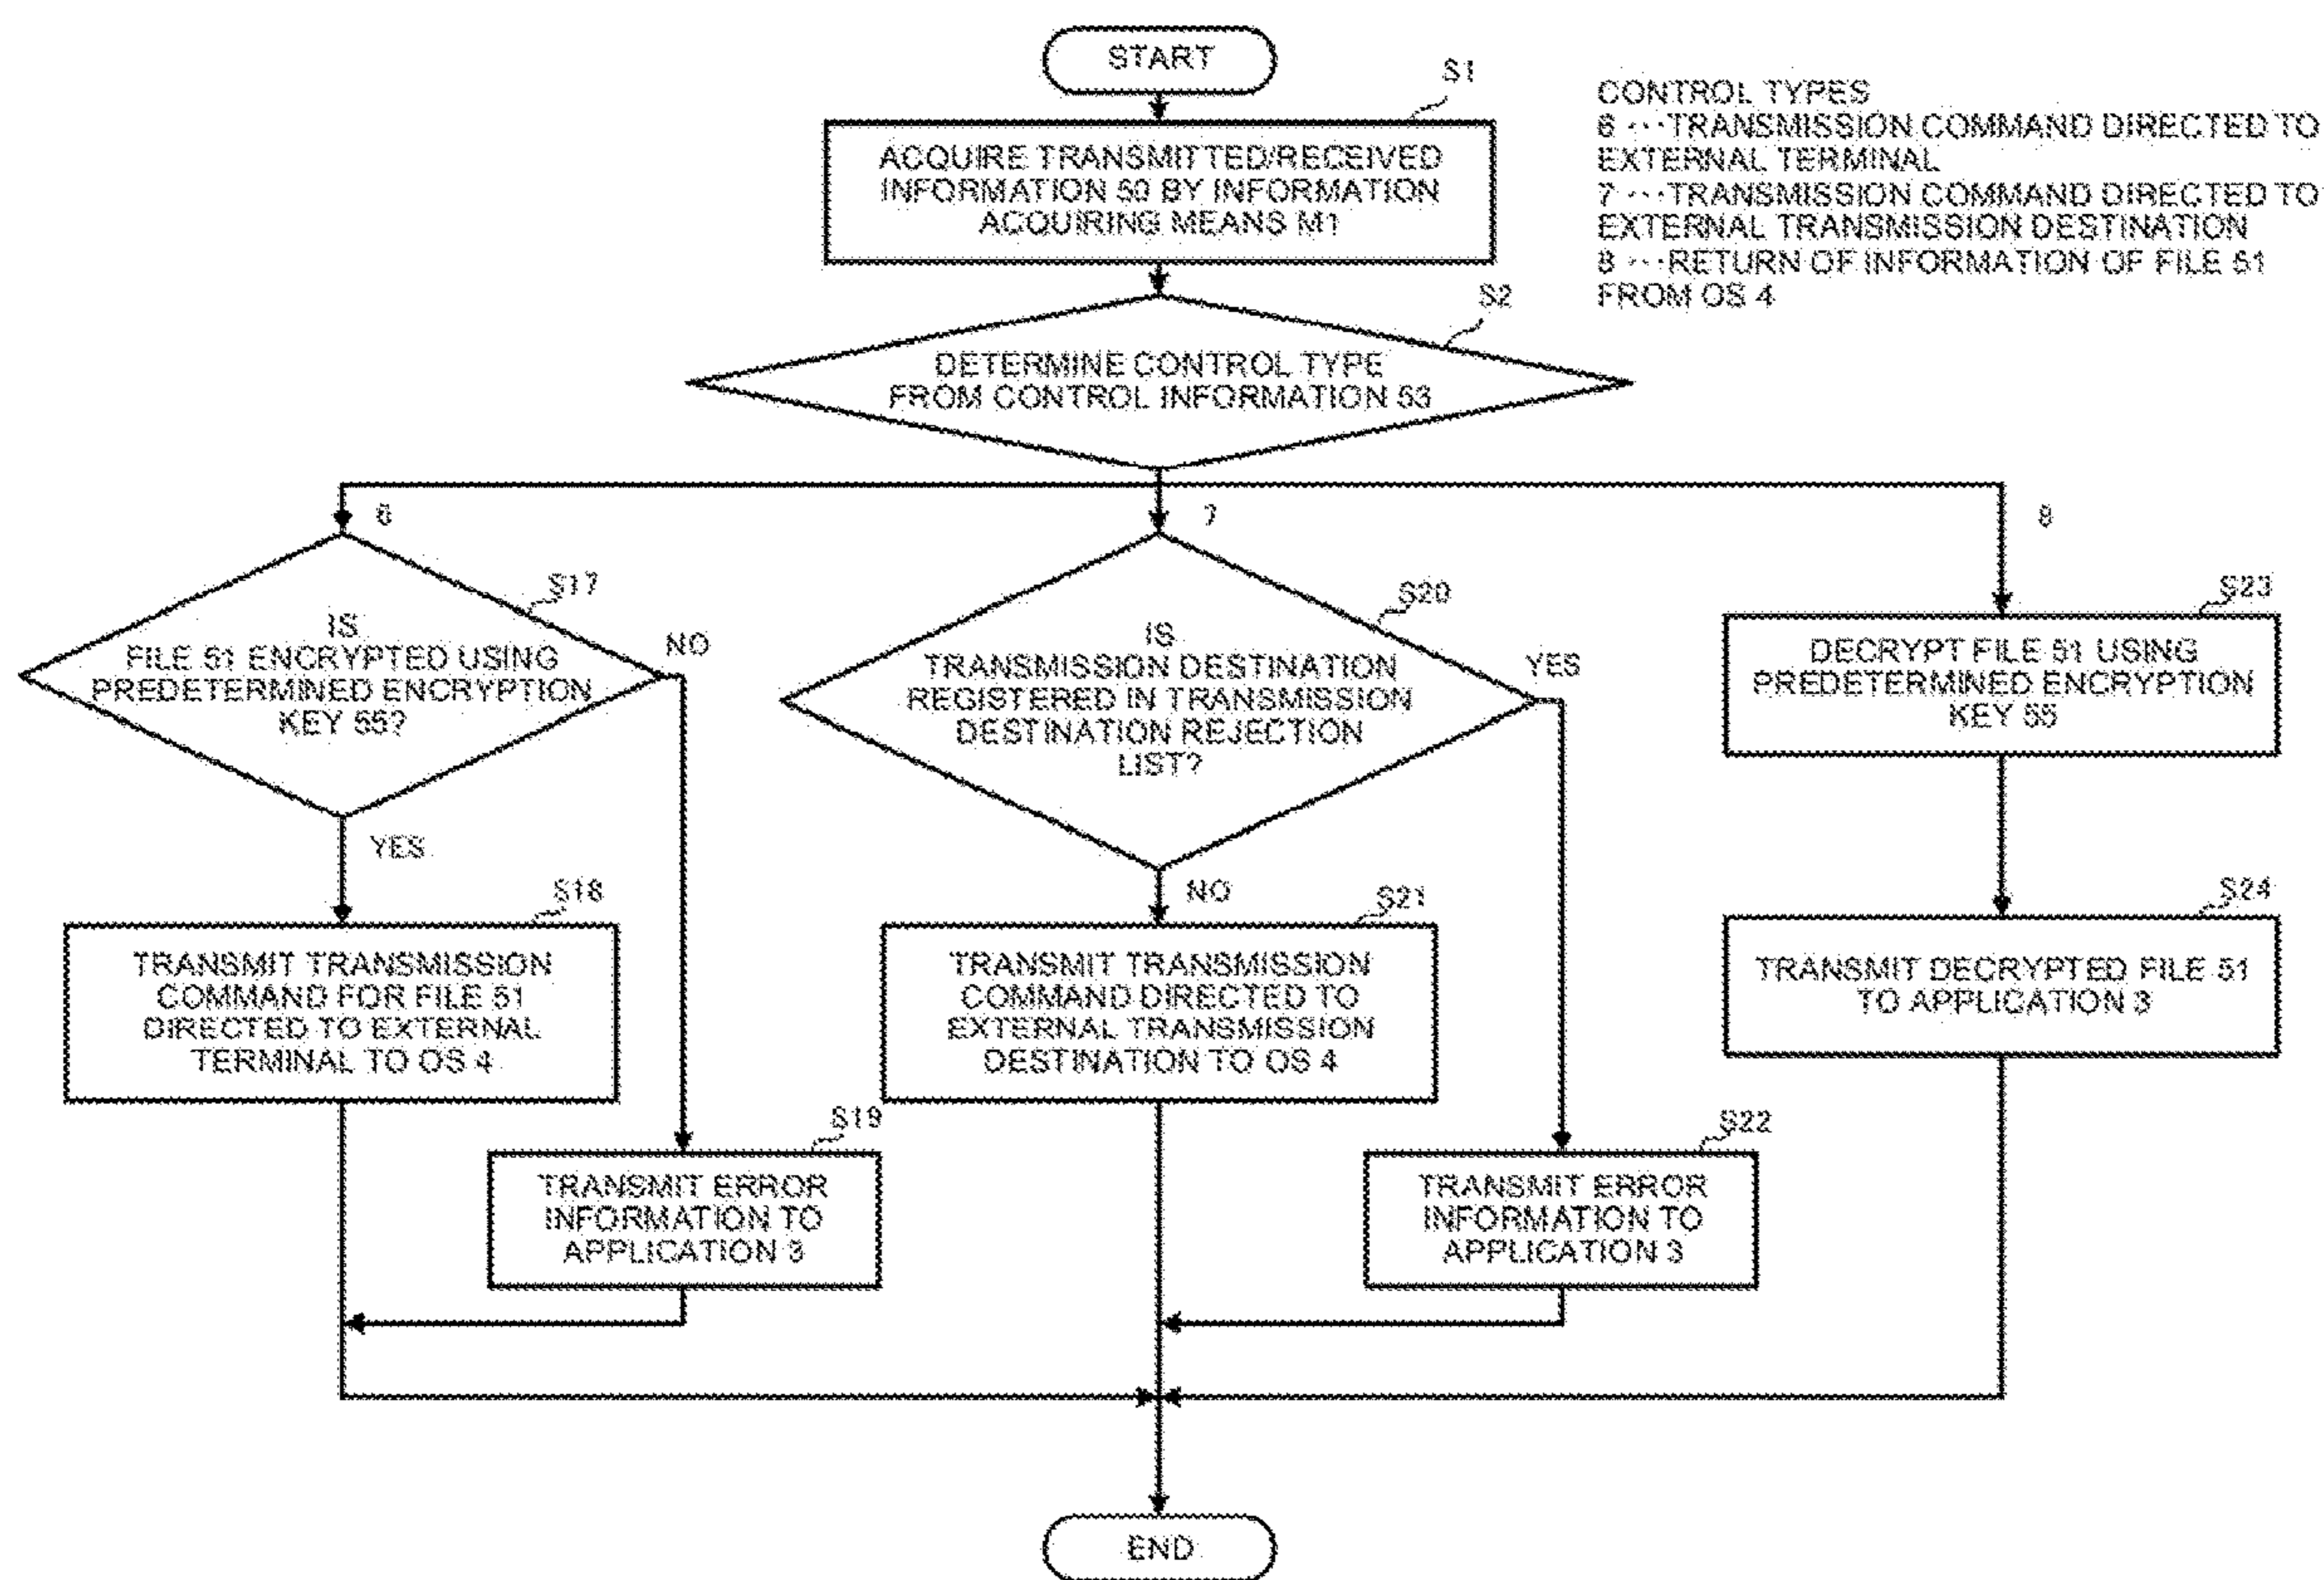 START
S1
ACQUIRE TRANSMITTED/RECEIVED
INFORMATION 50 BY INFORMATION
ACQUIRING MEANS M1
CONTROL TYPES
6 ···TRANSMISSION COMMAND DIRECTED TO
EXTERNAL TERMINAL
7 ···TRANSMISSION COMMAND DIRECTED TO
EXTERNAL TRANSMISSION DESTINATION
8 ···RETURN OF INFORMATION OF FILE 51
FROM OS 4
S2
DETERMINE CONTROL TYPE
FROM CONTROL INFORMATION 53
6
7
8
S17
IS
FILE 51 ENCRYPTED USING
PREDETERMINED ENCRYPTION
KEY 55?
NO
YES
S20
IS
TRANSMISSION DESTINATION
REGISTERED IN TRANSMISSION
DESTINATION REJECTION
LIST?
YES
NO
S23
DECRYPT FILE 51 USING
PREDETERMINED ENCRYPTION
KEY 55
S18
TRANSMIT TRANSMISSION
COMMAND FOR FILE 51
DIRECTED TO EXTERNAL
TERMINAL TO OS 4
S21
TRANSMIT TRANSMISSION
COMMAND DIRECTED TO
EXTERNAL TRANSMISSION
DESTINATION TO OS 4
S24
TRANSMIT DECRYPTED FILE 51
TO APPLICATION 3
S19
TRANSMIT ERROR
INFORMATION TO
APPLICATION 3
S22
TRANSMIT ERROR
INFORMATION TO
APPLICATION 3
END